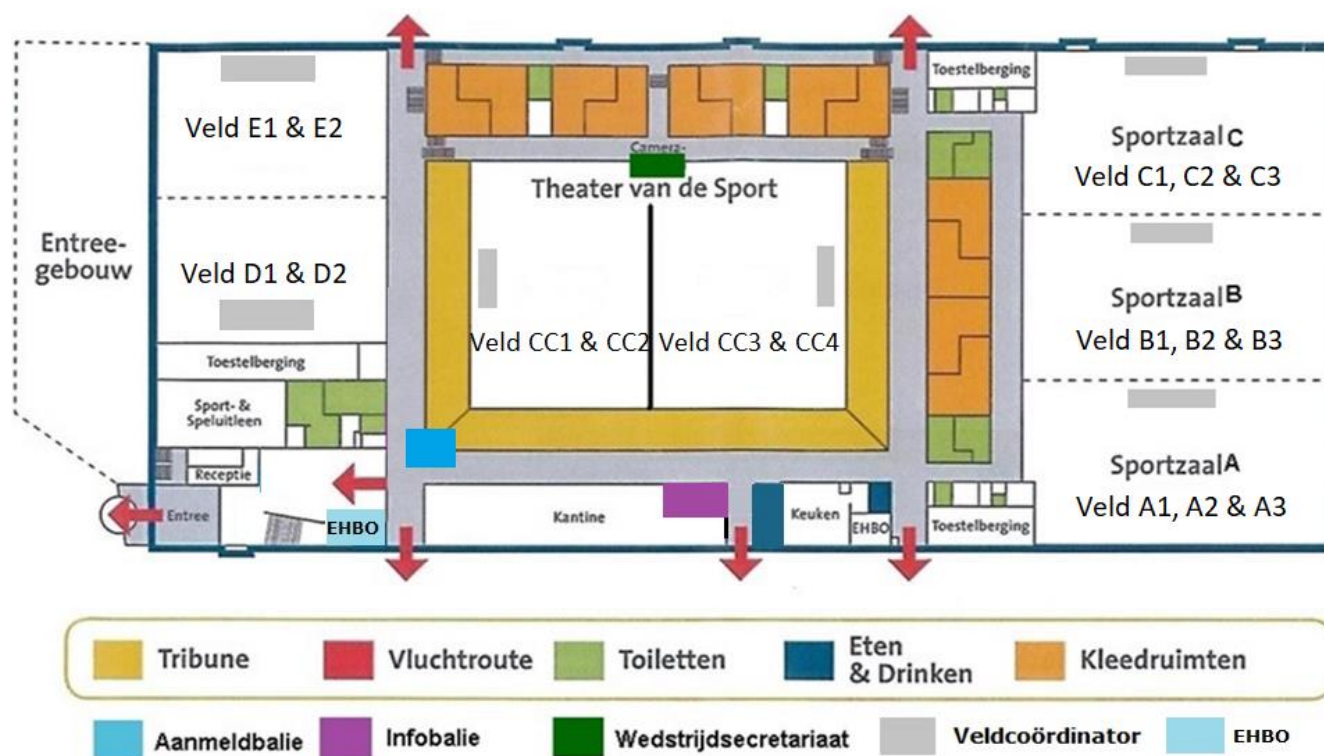 Toestelberging
Veld E1 & E2
Camera-
Sportzaal C
Veld C1, C2 & C3
Theater van de Sport
Entree-
gebouw
Veld D1 & D2
Sportzaal B
Veld B1, B2 & B3
Veld CC1 & CC2
Veld CC3 & CC4
Toestelberging
Sport- &
Speluitleen
Receptie
Sportzaal A
Veld A1, A2 & A3
Entree
EHBO
Kantine
Keuken
EHBO
Toestelberging
Tribune
Vluchtroute
Toiletten
Eten
& Drinken
Kleedruimten
Aanmeldbalie
Infobalie
Wedstrijdsecretariaat
Veldcoördinator
EHBO